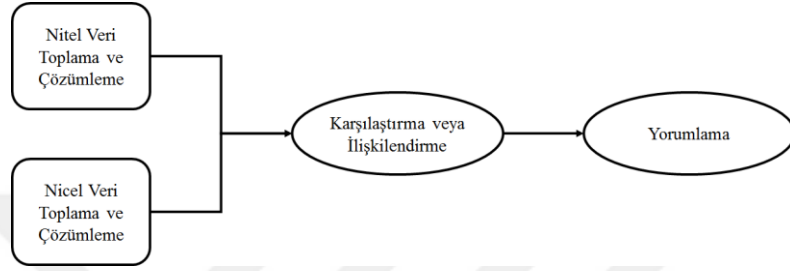 Nitel Veri
Toplama ve
Çözümleme
Nicel Veri
Toplama ve
Çözümleme
Karşılaştırma veya
İlişkilendirme
Yorumlama